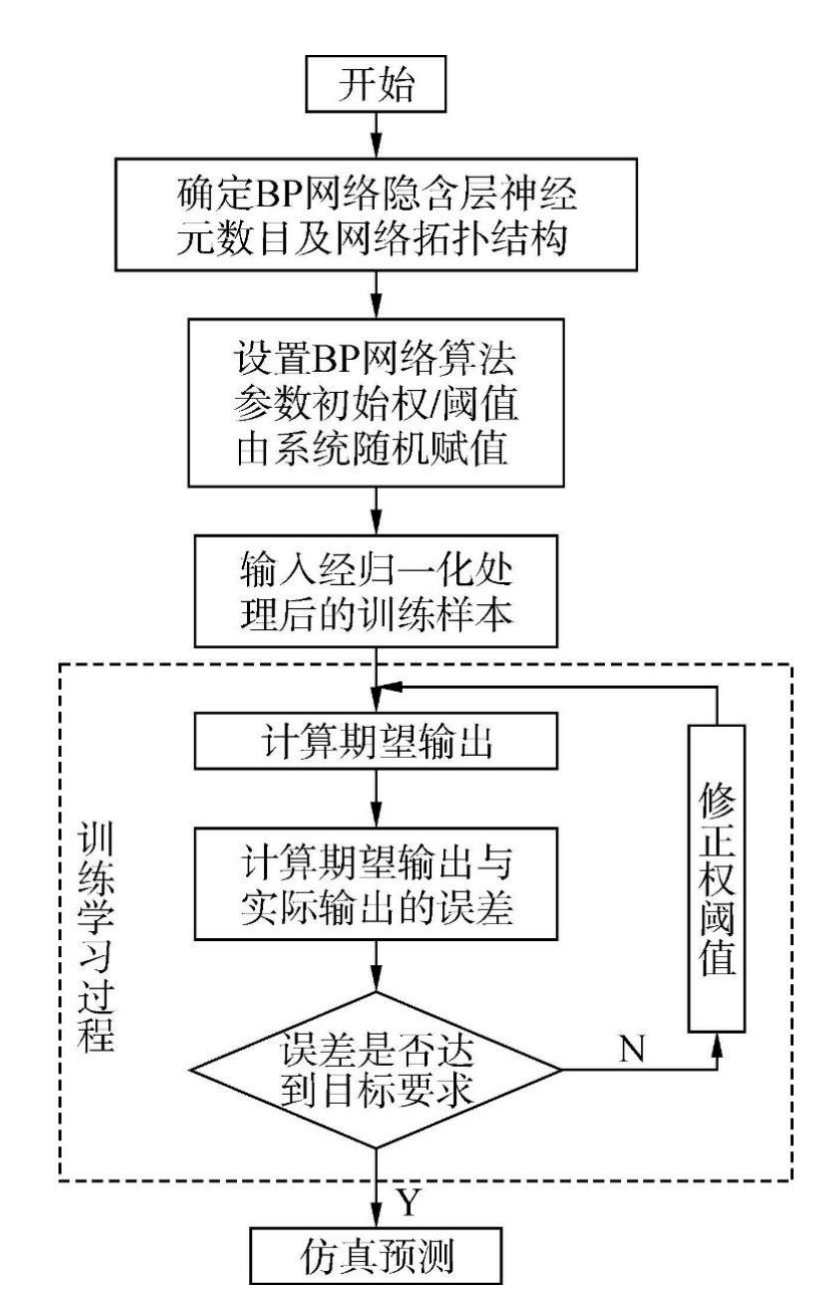 开始
确定BP网络隐含层神经
元数目及网络拓扑结构
设置BP网络算法
参数初始权/阈值
由系统随机赋值
输入经归一化处
理后的训练样本
计算期望输出
计算期望输出与
实际输出的误差
误差是否达
到目标要求
N
修正权阈值
训练学习过程
Y
仿真预测